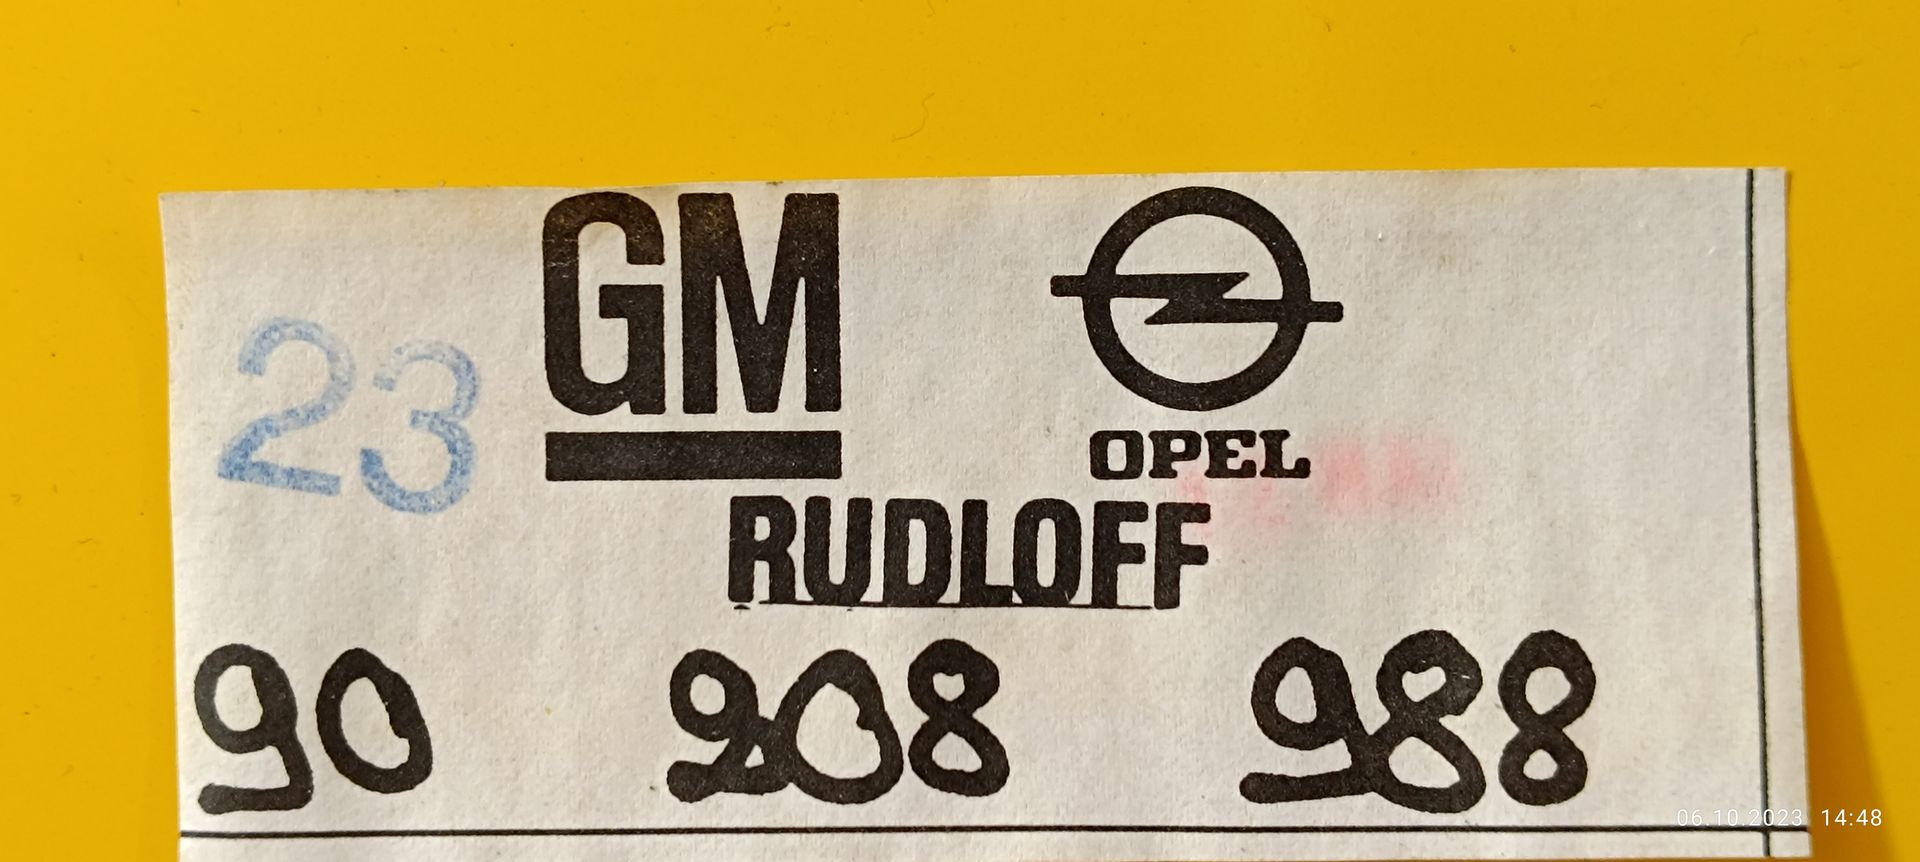 GM
OPEL
23
RUDLOFF
90 908 988
06.10.2023 14:48